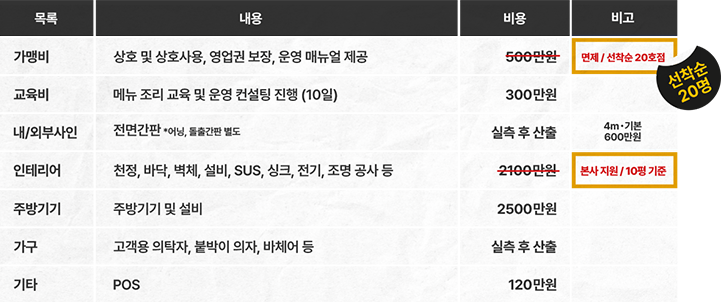 목록 내용 비용 비고
가맹비 상호 및 상호사용, 영업권 보장, 운영 매뉴얼 제공 500만원 면제 / 선착순 20호점
선착순
20명
교육비 메뉴 조리 교육 및 운영 컨설팅 진행 (10일) 300만원
내/외부사인 전면간판 *어닝, 돌출간판 별도 실측 후 산출 4m·기본
600만원
인테리어 천정, 바닥, 벽체, 설비, SUS, 싱크, 전기, 조명 공사 등 2100만원 본사 지원 / 10평 기준
주방기기 주방기기 및 설비 2500만원
가구 고객용 의탁자, 붙박이 의자, 바체어 등 실측 후 산출
기타 POS 120만원